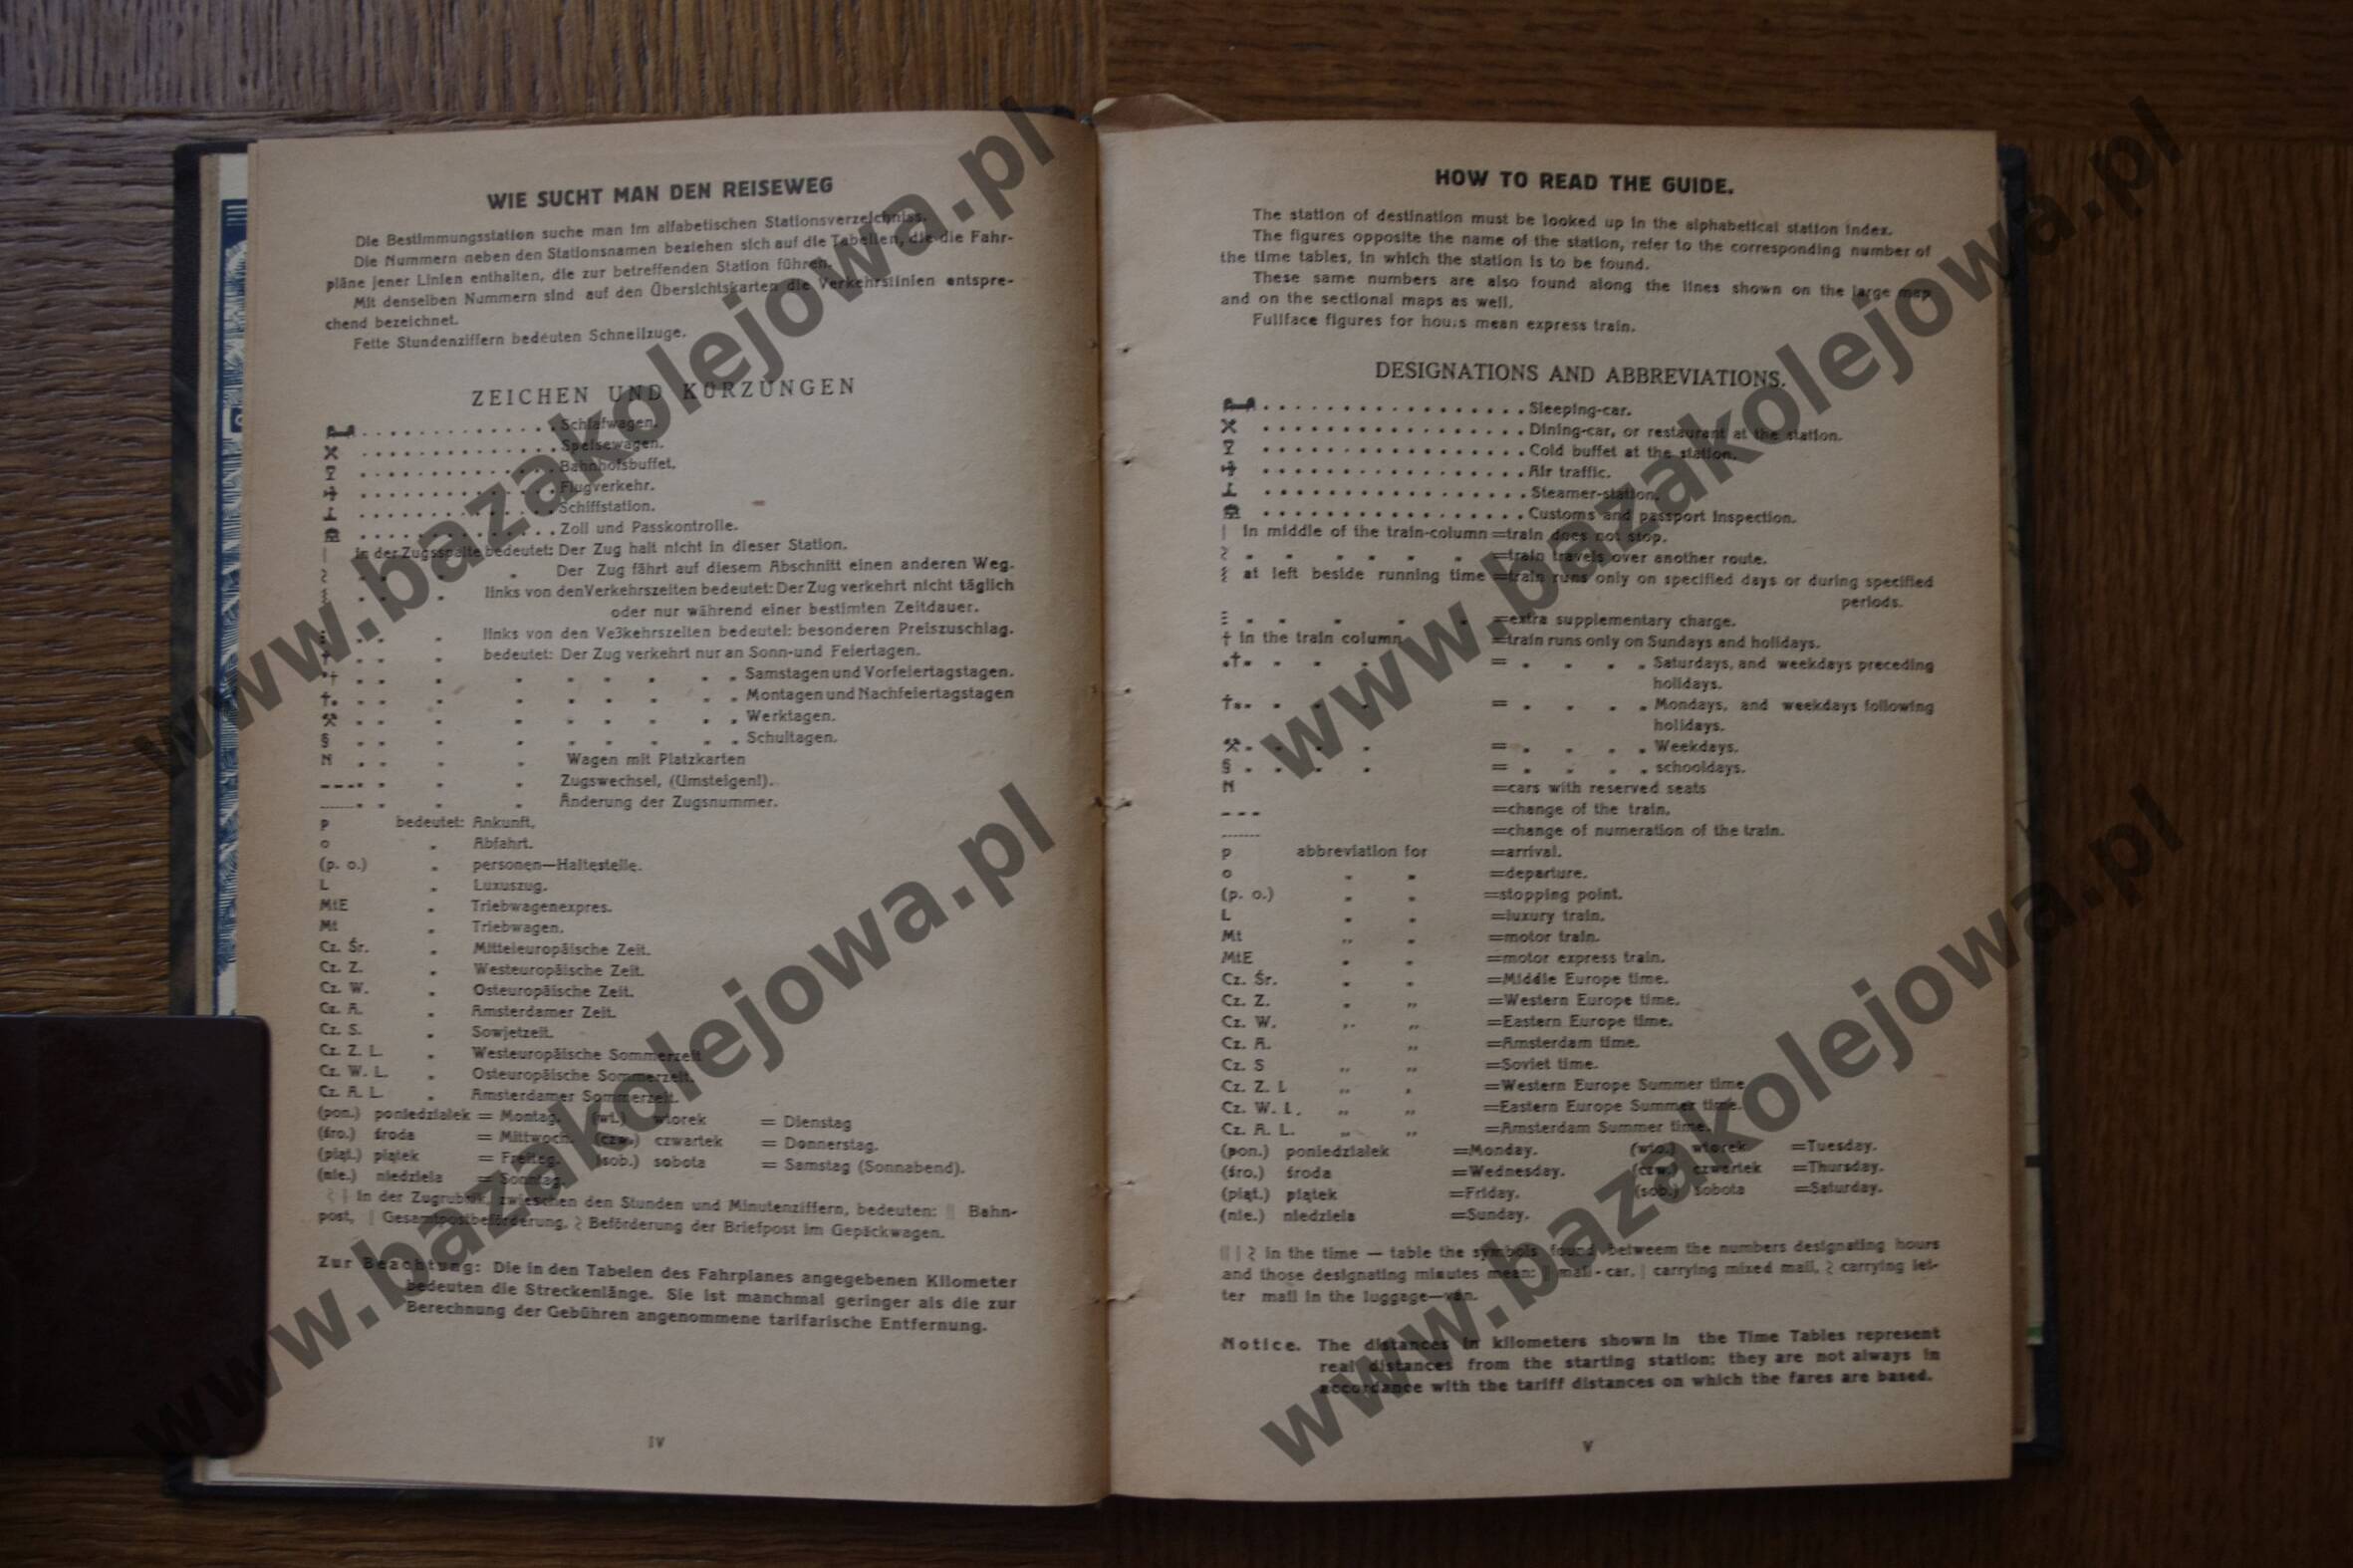 WIE SUCHT MAN DEN REISEWEG
Die Bestimmungsstation suche man im alfabetischen Stationsverzeichniss.
Die Nummern neben den Stationsnamen beziehen sich auf die Tabellen, die die Fahr-
pläne jener Linien enthalten, die zur betreffenden Station führen.
Mit denselben Nummern sind auf den Übersichtskarten die Verkehrslinien entspre-
chend bezeichnet.
Fette Stundenziffern bedeuten Schnellzuge.
ZEICHEN UND KÜRZUNGEN
Schlafwagen.
Speisewagen.
Bahnhofsbuffet.
Flugverkehr.
Schiffstation.
Zoll und Passkontrolle.
| in der Zugsspalte bedeutet: Der Zug halt nicht in dieser Station.
Der Zug fährt auf diesem Abschnitt einen anderen Weg.
links von den Verkehrszeiten bedeutet: Der Zug verkehrt nicht täglich
oder nur während einer bestimten Zeitdauer.
links von den Ve3kehrszeiten bedeutet: besonderen Preiszuschlag.
bedeutet: Der Zug verkehrt nur an Sonn-und Feiertagen.
•† Samstagen und Vorfeiertagstagen.
†• Montagen und Nachfeiertagstagen
⚒ Werktagen.
§ Schultagen.
N Wagen mit Platzkarten
---- Zugswechsel, (Umsteigen!).
........ Änderung der Zugsnummer.
p bedeutet: Ankunft.
o „ Abfahrt.
(p. o.) „ personen—Haltestelle.
L „ Luxuszug.
MtE „ Triebwagenexpres.
Mt „ Triebwagen.
Cz. Śr. „ Mitteleuropäische Zeit.
Cz. Z. „ Westeuropäische Zeit.
Cz. W. „ Osteuropäische Zeit.
Cz. A. „ Amsterdamer Zeit.
Cz. S. „ Sowjetzeit.
Cz. Z. L. „ Westeuropäische Sommerzeit
Cz. W. L. „ Osteuropäische Sommerzeit.
Cz. A. L. „ Amsterdamer Sommerzeit.
(pon.) poniedziałek = Montag. (wt.) wtorek = Dienstag
(śro.) środa = Mittwoch. (czw.) czwartek = Donnerstag.
(piąt.) piątek = Freitag. (sob.) sobota = Samstag (Sonnabend).
(nie.) niedziela = Sonntag.
in der Zugrubrik, zwieschen den Stunden und Minutenziffern, bedeuten: || Bahn-
post, | Gesamtpostbeförderung, Beförderung der Briefpost im Gepäckwagen.
Zur Beachtung: Die in den Tabelen des Fahrplanes angegebenen Kilometer
bedeuten die Streckenlänge. Sie ist manchmal geringer als die zur
Berechnung der Gebühren angenommene tarifarische Entfernung.
IV
HOW TO READ THE GUIDE.
The station of destination must be looked up in the alphabetical station index.
The figures opposite the name of the station, refer to the corresponding number of
the time tables, in which the station is to be found.
These same numbers are also found along the lines shown on the large map
and on the sectional maps as well.
Fullface figures for hours mean express train.
DESIGNATIONS AND ABBREVIATIONS.
Sleeping-car.
Dining-car, or restaurant at the station.
Cold buffet at the station.
Air traffic.
Steamer-station.
Customs and passport inspection.
| in middle of the train-column =train does not stop.
=train travels over another route.
at left beside running time =train runs only on specified days or during specified
periods.
=extra supplementary charge.
† in the train column =train runs only on Sundays and holidays.
•† = Saturdays, and weekdays preceding
holidays.
†• = Mondays, and weekdays following
holidays.
⚒ = Weekdays.
§ = schooldays.
N =cars with reserved seats
--- =change of the train.
........ =change of numeration of the train.
p abbreviation for =arrival.
o „ „ =departure.
(p. o.) „ „ =stopping point.
L „ „ =luxury train.
Mt „ „ =motor train.
MtE „ „ =motor express train.
Cz. Śr. „ „ =Middle Europe time.
Cz. Z. „ „ =Western Europe time.
Cz. W. „ „ =Eastern Europe time.
Cz. A. „ =Amsterdam time.
Cz. S „ „ =Soviet time.
Cz. Z. L „ „ =Western Europe Summer time
Cz. W. L. „ „ =Eastern Europe Summer time.
Cz. A. L. „ „ =Amsterdam Summer time.
(pon.) poniedziałek =Monday. (wto.) wtorek =Tuesday.
(śro.) środa =Wednesday. (czw.) czwartek =Thursday.
(piąt.) piątek =Friday. (sob.) sobota =Saturday.
(nie.) niedziela =Sunday.
in the time — table the symbols found betweem the numbers designating hours
and those designating minutes mean: || mail-car, | carrying mixed mail, carrying let-
ter mail in the luggage—van.
Notice. The distances in kilometers shown in the Time Tables represent
real distances from the starting station; they are not always in
accordance with the tariff distances on which the fares are based.
V
www.bazakolejowa.pl
www.bazakolejowa.pl
www.bazakolejowa.pl
www.bazakolejowa.pl